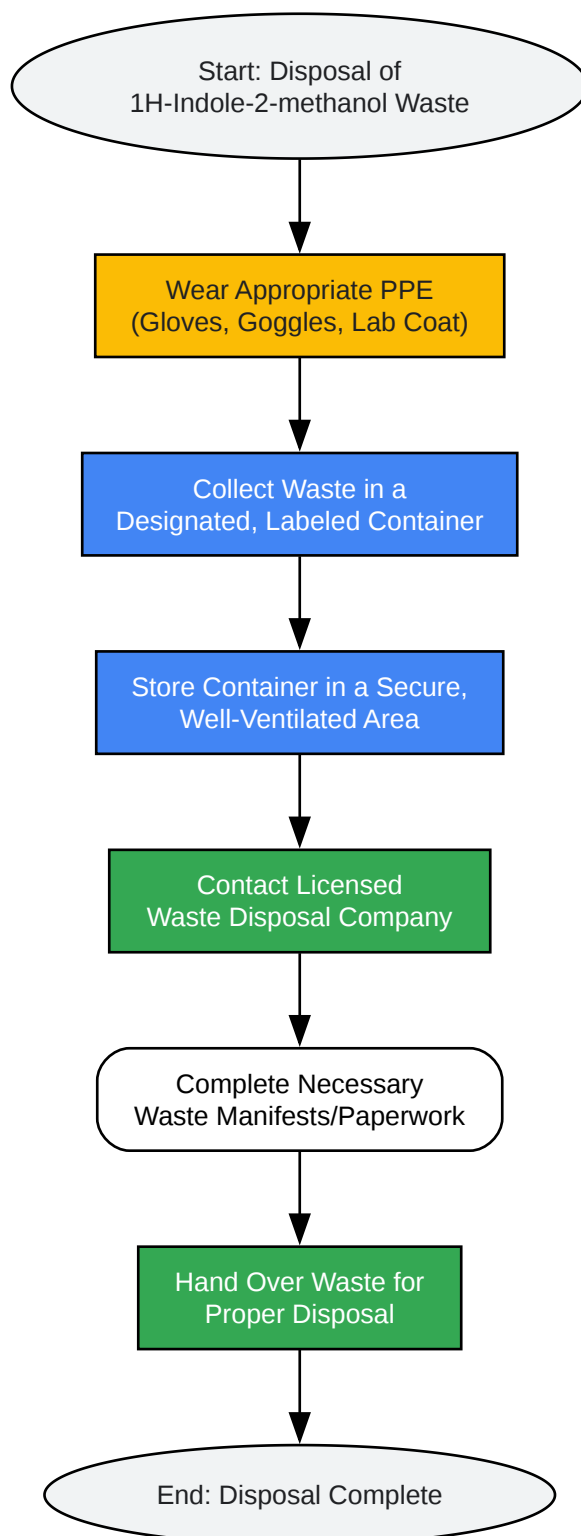 Start: Disposal of
1H-Indole-2-methanol Waste
Wear Appropriate PPE
(Gloves, Goggles, Lab Coat)
Collect Waste in a
Designated, Labeled Container
Store Container in a Secure,
Well-Ventilated Area
Contact Licensed
Waste Disposal Company
Complete Necessary
Waste Manifests/Paperwork
Hand Over Waste for
Proper Disposal
End: Disposal Complete